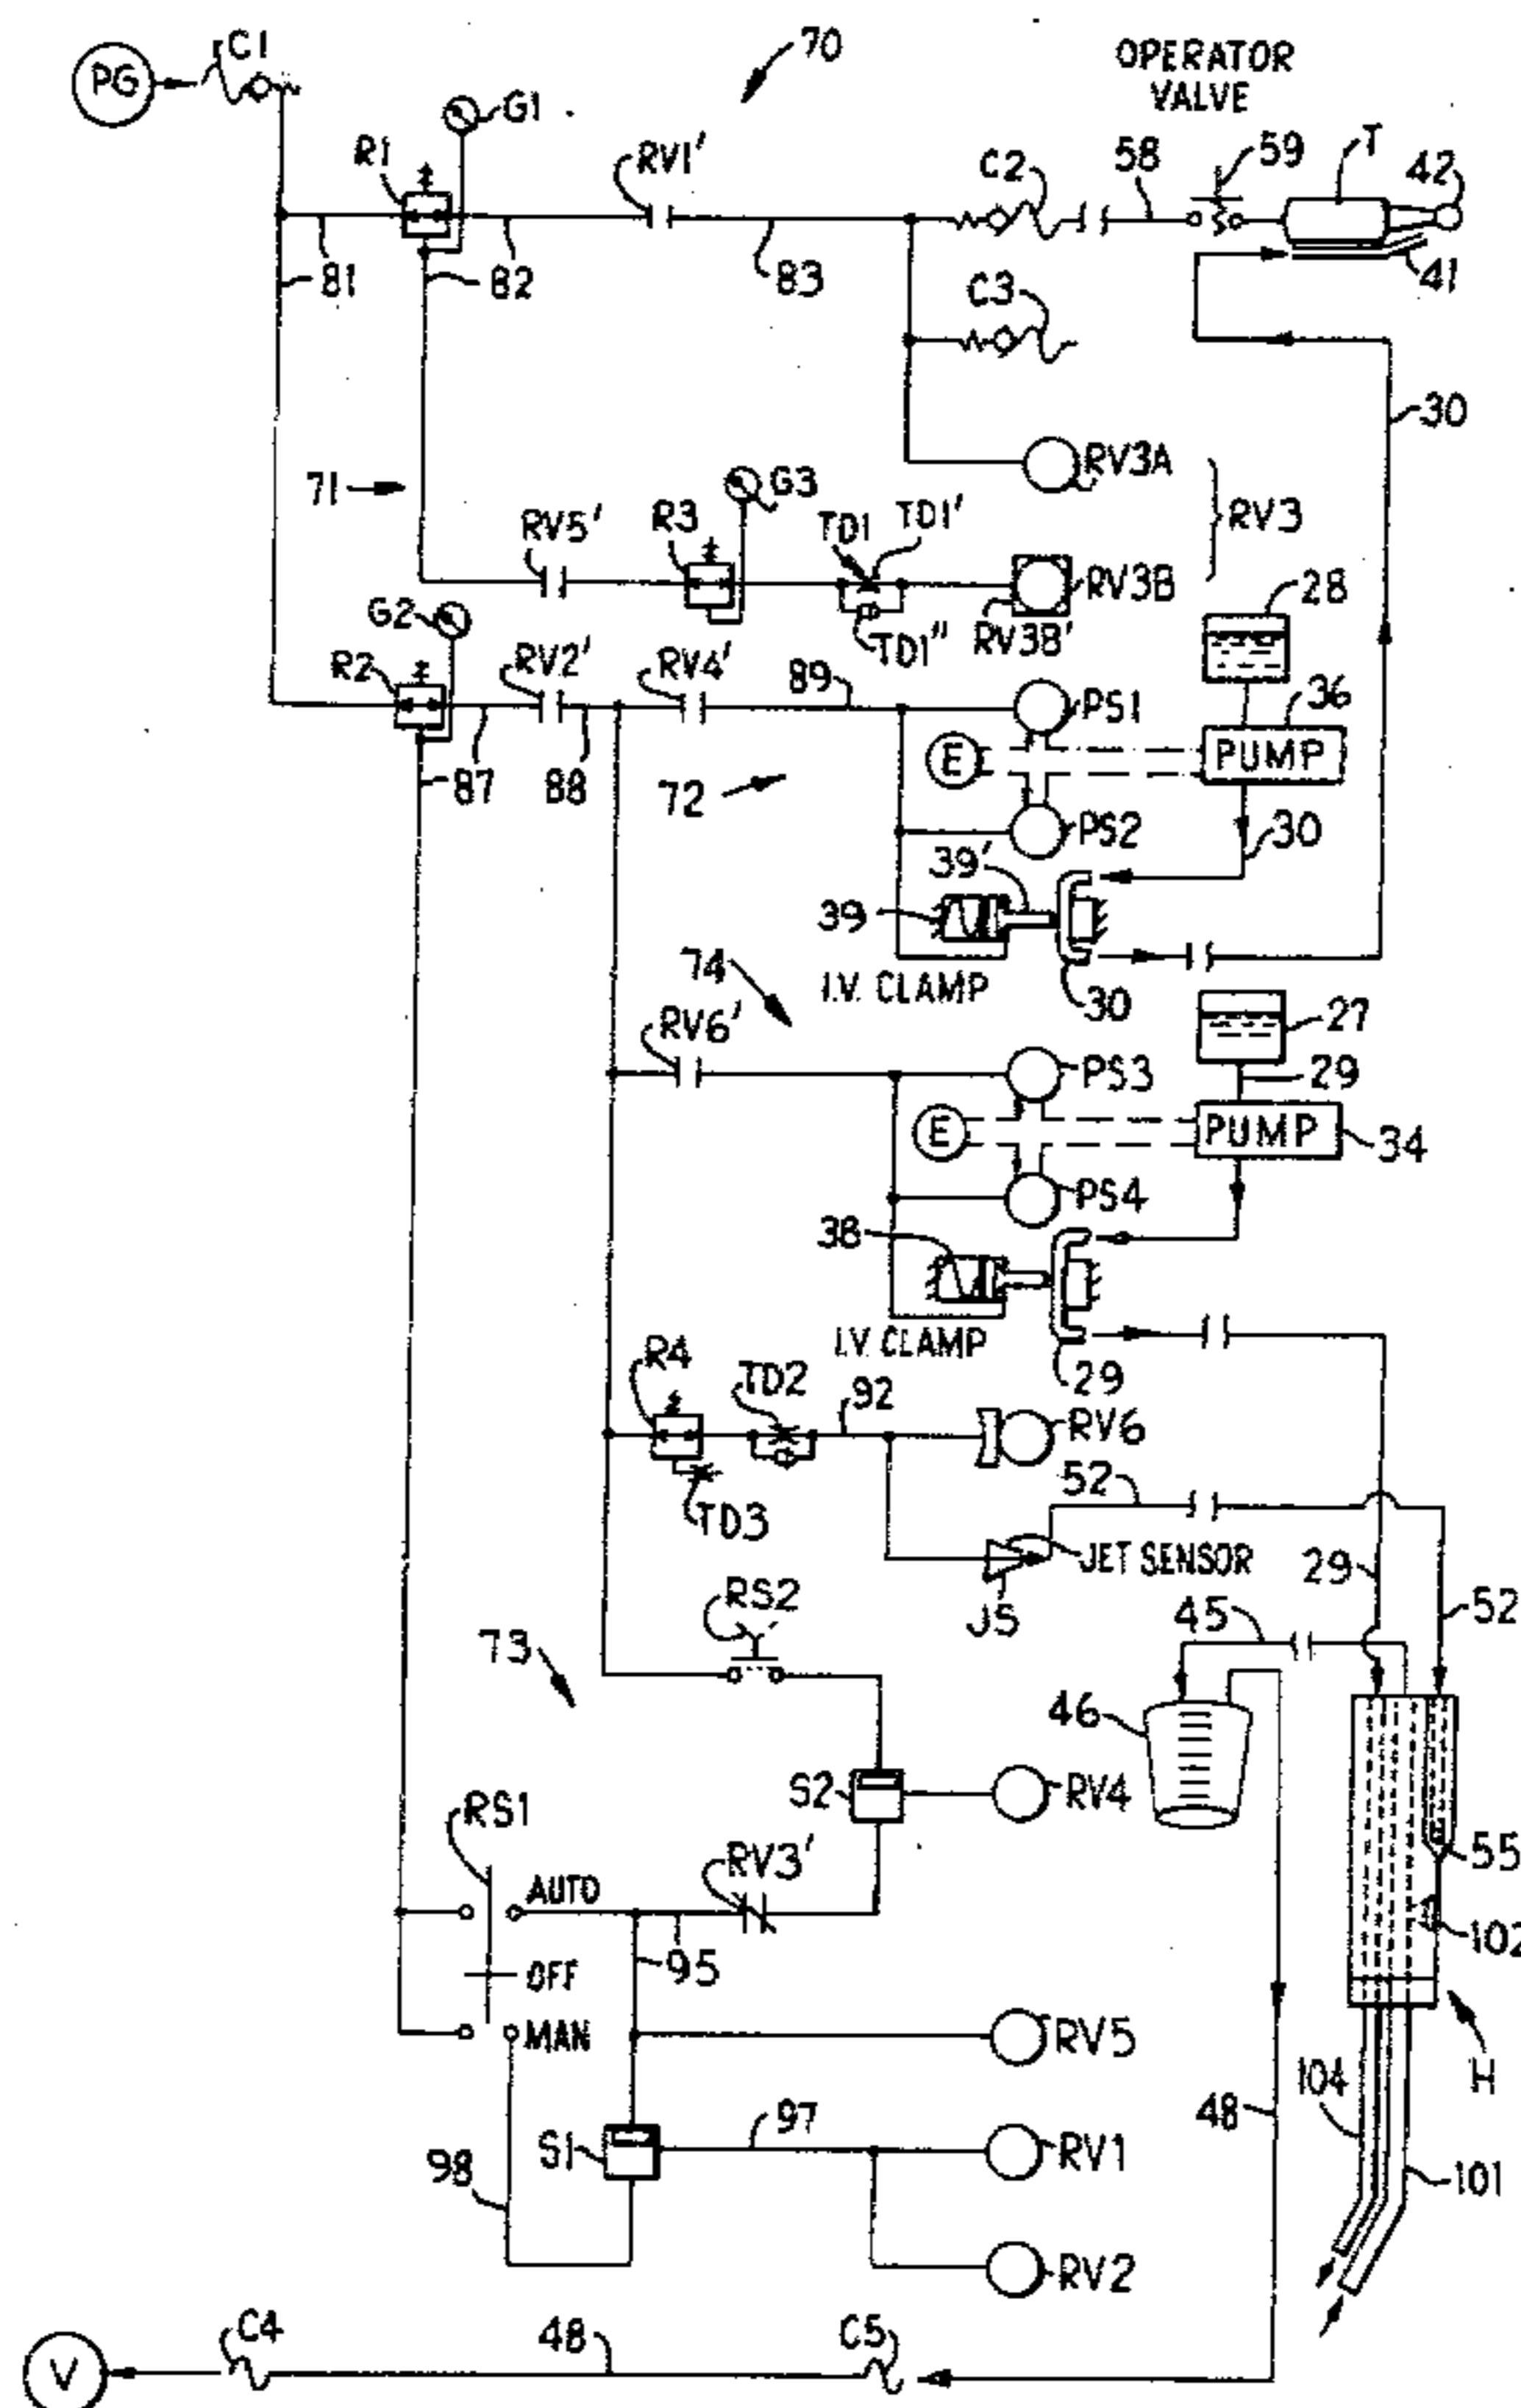 70
OPERATOR
VALVE
PG
C1
G1
R1
RV1'
C2
58
59
T
42
81
82
83
C3
41
30
71
G3
RV3A
RV3
RV5'
R3
TD1
TD1'
RV3B
RV3B'
TD1"
28
G2
R2
RV2'
RV4'
89
PS1
36
E
PUMP
87
88
72
PS2
30
39'
39
I.V. CLAMP
30
74
27
RV6'
PS3
29
E
PUMP
34
PS4
38
I.V. CLAMP
29
R4
TD2
92
RV6
TD3
52
JET SENSOR
JS
29
52
RS2
45
73
46
S2
RV4
55
RS1
RV3'
AUTO
102
95
OFF
MAN
RV5
H
104
48
97
S1
RV1
98
101
RV2
C4
48
C5
V